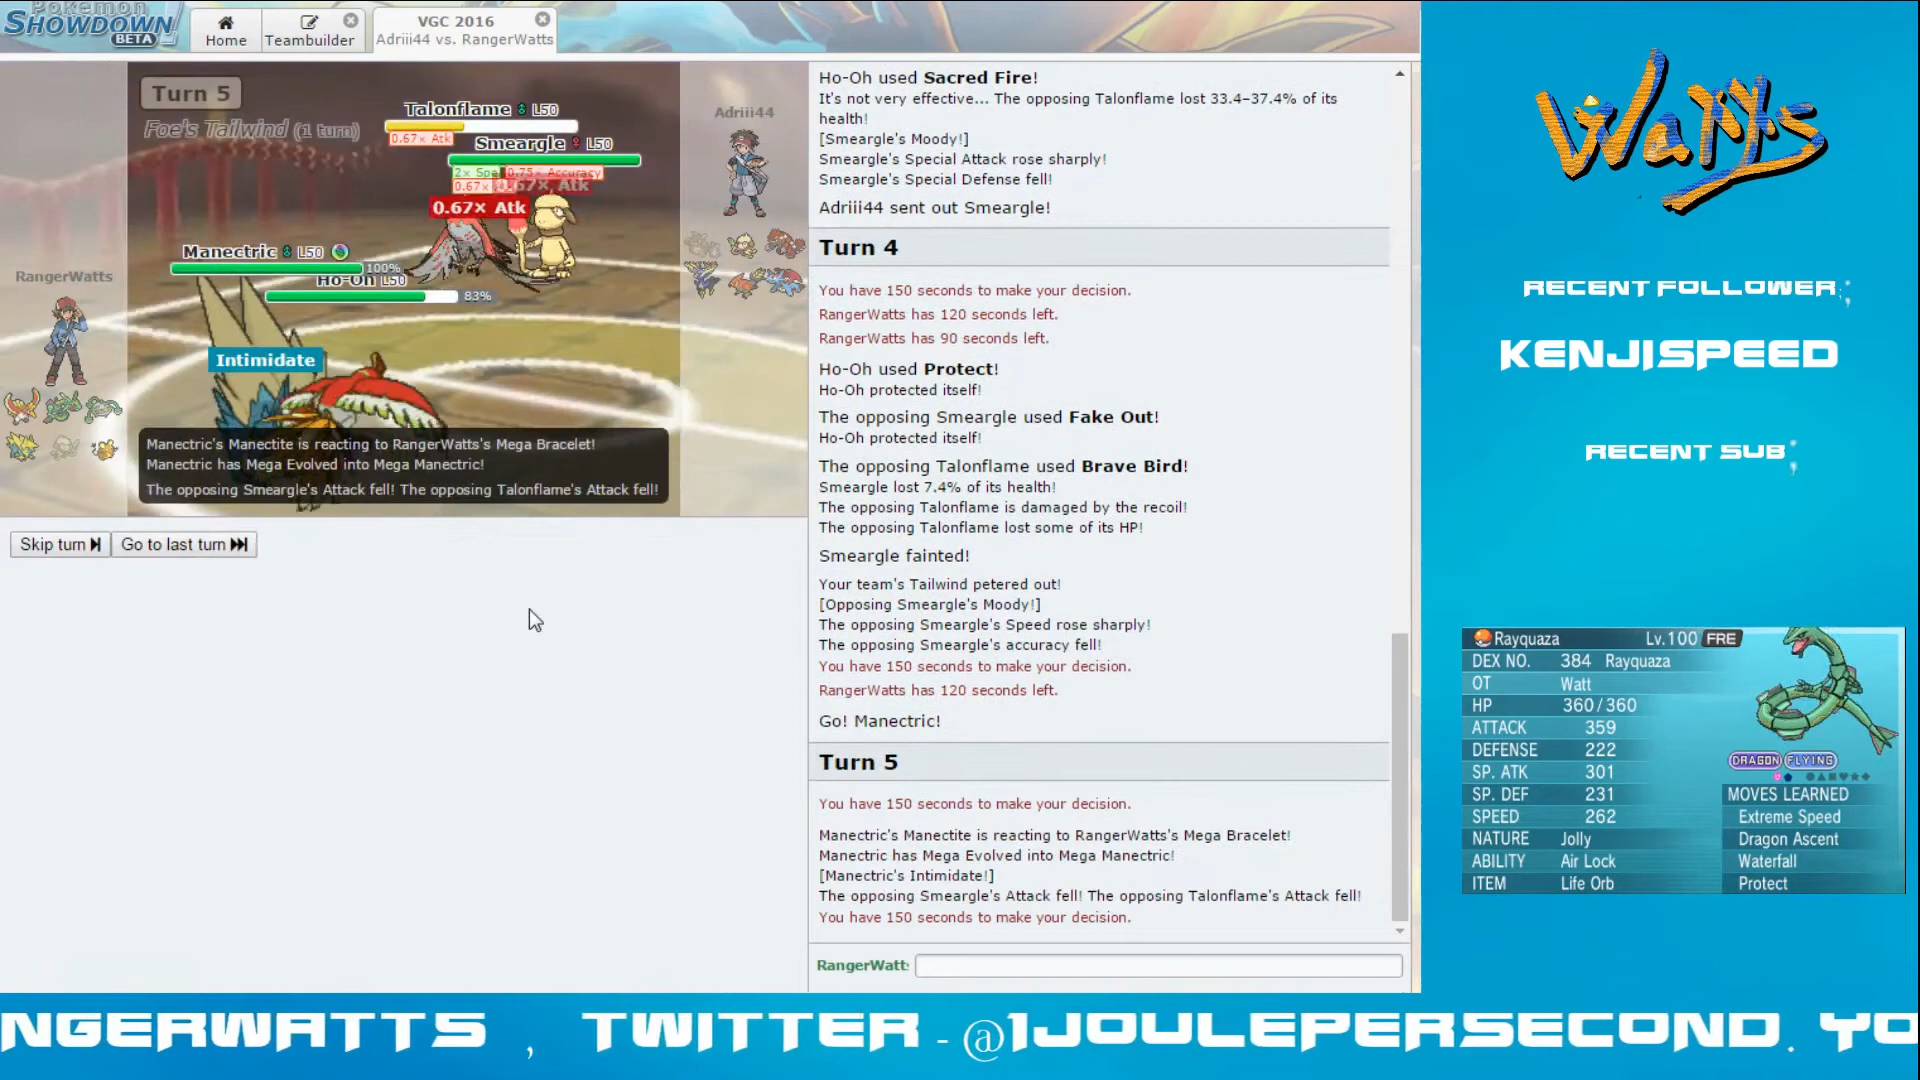 Pokémon
SHOWDOWN
BETA
Home
Teambuilder
VGC 2016
Adriii44 vs. RangerWatts
Turn 5
Foe's Tailwind (1 turn)
Talonflame L50
0.67× Atk
Smeargle L50
2× Spe 0.75× Accuracy
0.67× 0.67× Atk
0.67× Atk
Manectric L50
100%
Ho-Oh L50
83%
Intimidate
Manectric's Manectite is reacting to RangerWatts's Mega Bracelet!
Manectric has Mega Evolved into Mega Manectric!
The opposing Smeargle's Attack fell! The opposing Talonflame's Attack fell!
RangerWatts
Adriii44
Skip turn
Go to last turn
Ho-Oh used Sacred Fire!
It's not very effective... The opposing Talonflame lost 33.4–37.4% of its
health!
[Smeargle's Moody!]
Smeargle's Special Attack rose sharply!
Smeargle's Special Defense fell!
Adriii44 sent out Smeargle!
Turn 4
You have 150 seconds to make your decision.
RangerWatts has 120 seconds left.
RangerWatts has 90 seconds left.
Ho-Oh used Protect!
Ho-Oh protected itself!
The opposing Smeargle used Fake Out!
Ho-Oh protected itself!
The opposing Talonflame used Brave Bird!
Smeargle lost 7.4% of its health!
The opposing Talonflame is damaged by the recoil!
The opposing Talonflame lost some of its HP!
Smeargle fainted!
Your team's Tailwind petered out!
[Opposing Smeargle's Moody!]
The opposing Smeargle's Speed rose sharply!
The opposing Smeargle's accuracy fell!
You have 150 seconds to make your decision.
RangerWatts has 120 seconds left.
Go! Manectric!
Turn 5
You have 150 seconds to make your decision.
Manectric's Manectite is reacting to RangerWatts's Mega Bracelet!
Manectric has Mega Evolved into Mega Manectric!
[Manectric's Intimidate!]
The opposing Smeargle's Attack fell! The opposing Talonflame's Attack fell!
You have 150 seconds to make your decision.
RangerWatt:
Watts
RECENT FOLLOWER:
KENJISPEED
RECENT SUB:
Rayquaza Lv.100 FRE
DEX NO. 384 Rayquaza
OT Watt
HP 360/360
ATTACK 359
DEFENSE 222
SP. ATK 301
SP. DEF 231
SPEED 262
NATURE Jolly
ABILITY Air Lock
ITEM Life Orb
DRAGON FLYING
MOVES LEARNED
Extreme Speed
Dragon Ascent
Waterfall
Protect
NGERWATTS , TWITTER - @1JOULEPERSECOND. YO